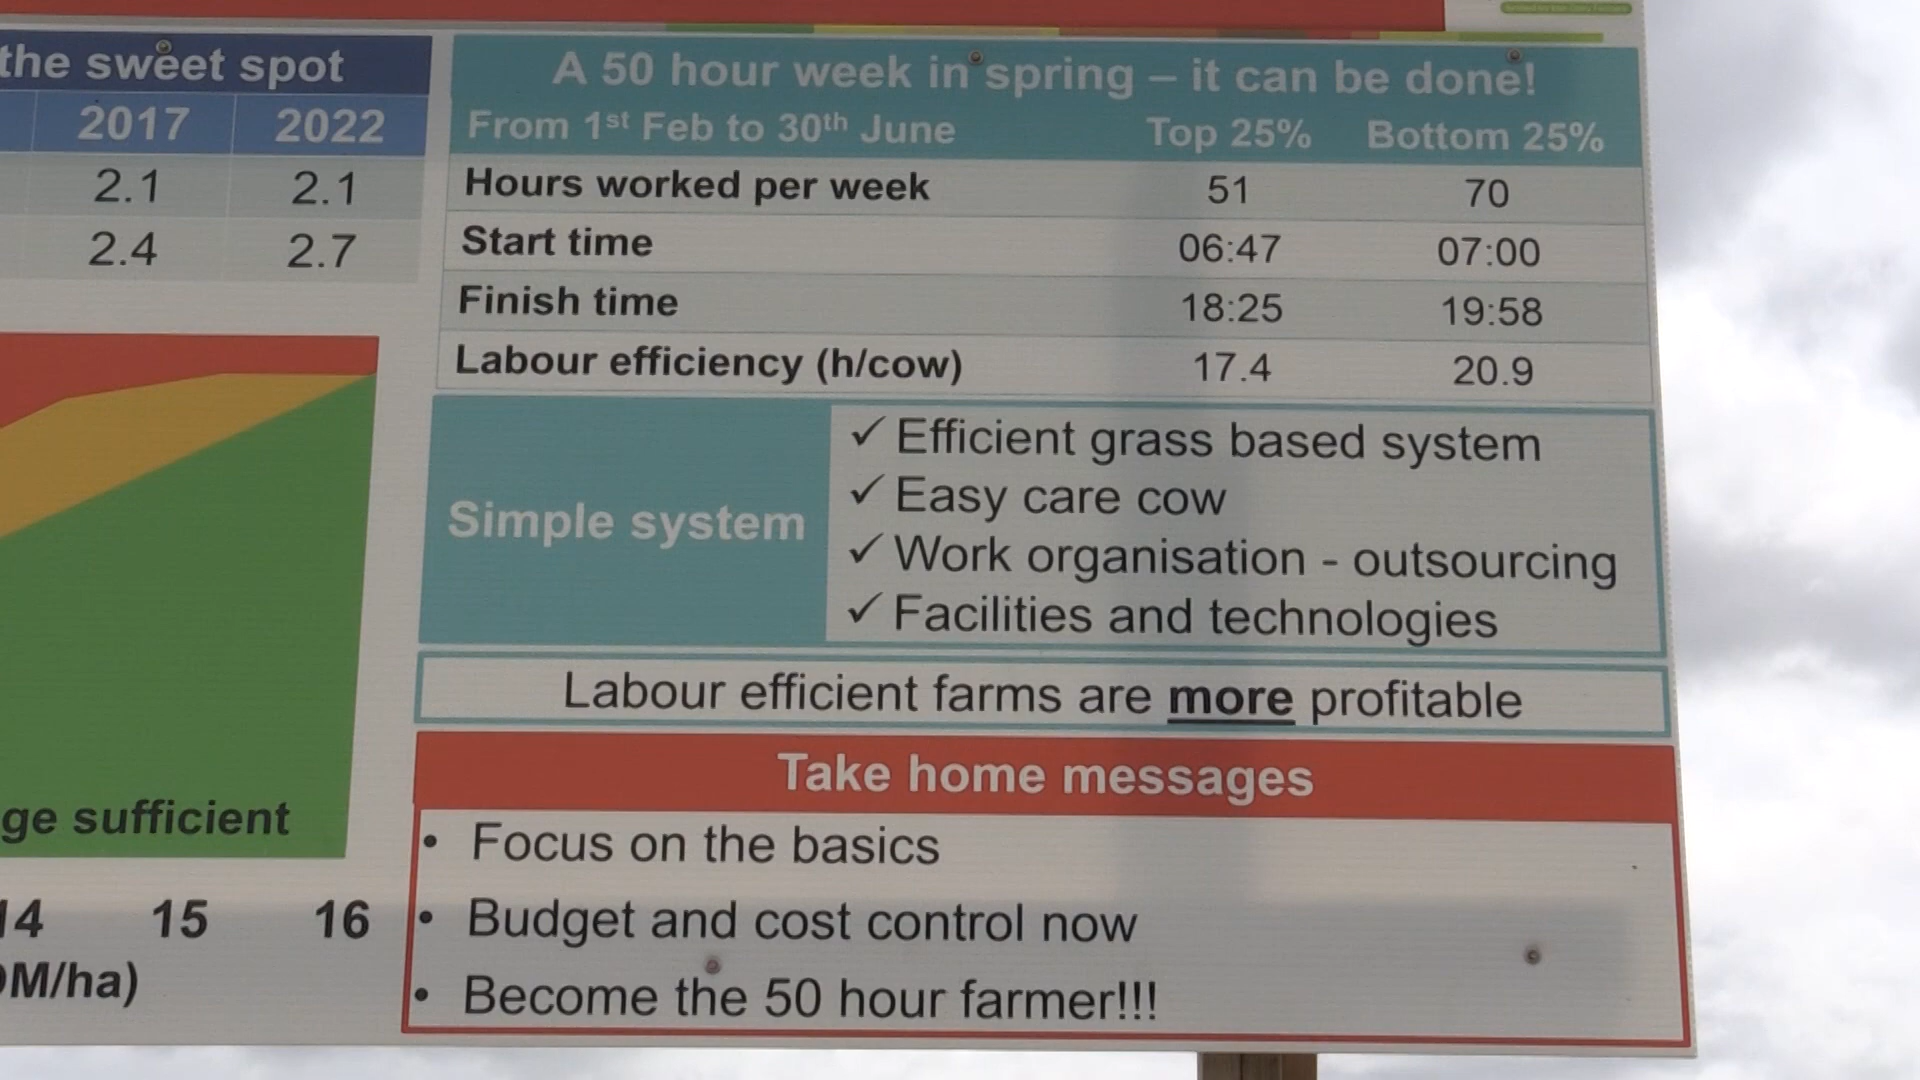 the sweet spot
2017 2022
2.1 2.1
2.4 2.7
ge sufficient
14 15 16
M/ha)
A 50 hour week in spring – it can be done!
From 1st Feb to 30th June Top 25% Bottom 25%
Hours worked per week 51 70
Start time 06:47 07:00
Finish time 18:25 19:58
Labour efficiency (h/cow) 17.4 20.9
Simple system
✓ Efficient grass based system
✓ Easy care cow
✓ Work organisation - outsourcing
✓ Facilities and technologies
Labour efficient farms are more profitable
Take home messages
• Focus on the basics
• Budget and cost control now
• Become the 50 hour farmer!!!